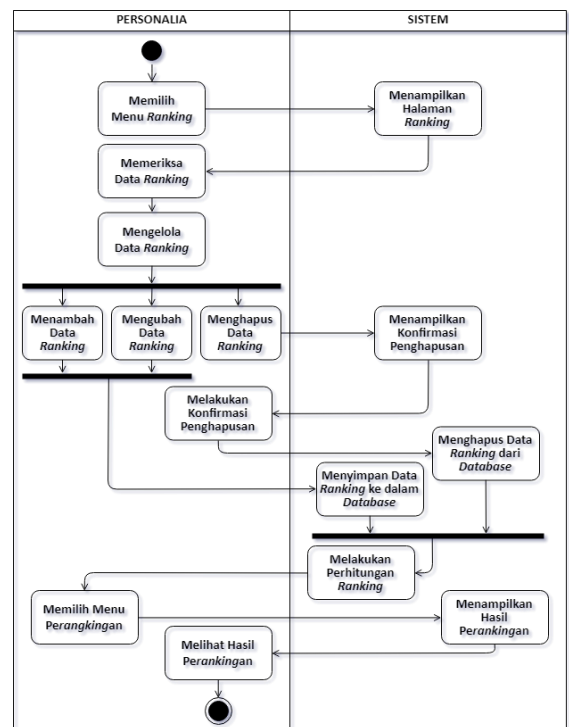 PERSONALIA
SISTEM
Memilih
Menu Ranking
Menampilkan
Halaman
Ranking
Memeriksa
Data Ranking
Mengelola
Data Ranking
Menambah
Data
Ranking
Mengubah
Data
Ranking
Menghapus
Data
Ranking
Menampilkan
Konfirmasi
Penghapusan
Melakukan
Konfirmasi
Penghapusan
Menghapus Data
Ranking dari
Database
Menyimpan Data
Ranking ke dalam
Database
Melakukan
Perhitungan
Ranking
Memilih Menu
Perangkingan
Menampilkan
Hasil
Perankingan
Melihat Hasil
Perankingan